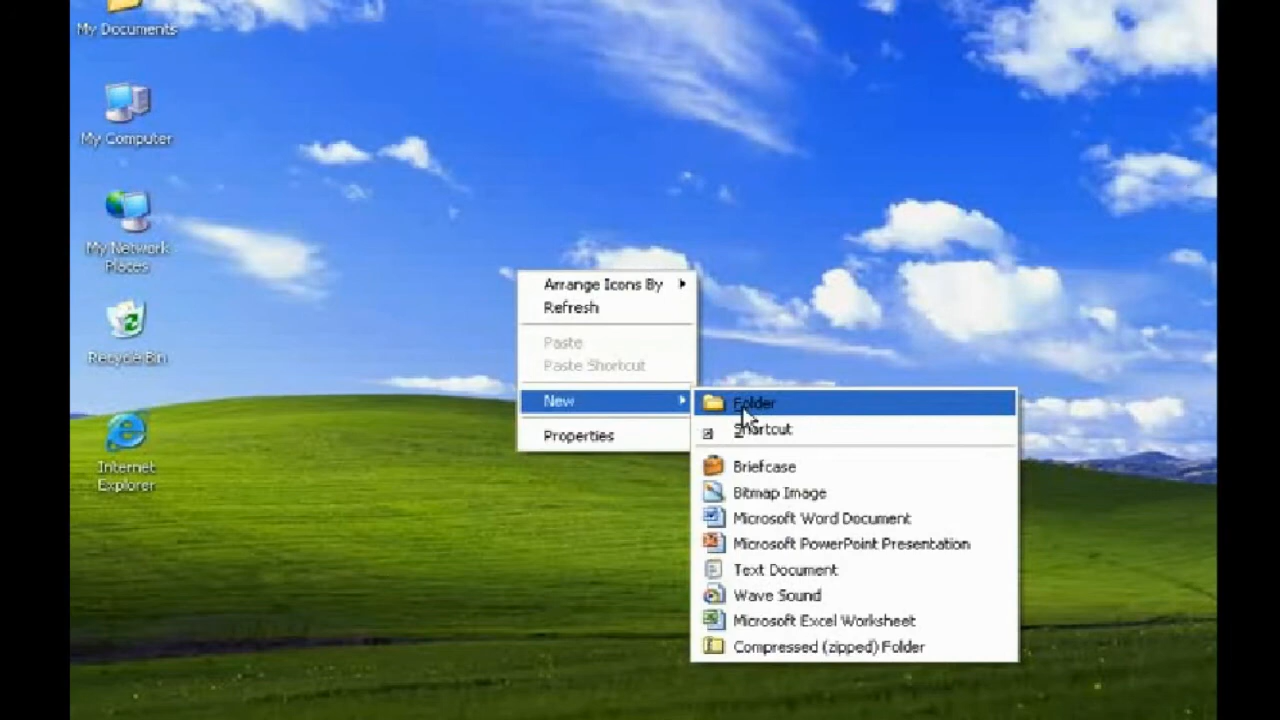 My Documents
My Computer
My Network
Places
Recycle Bin
Internet
Explorer
Arrange Icons By
Refresh
Paste
Paste Shortcut
New
Properties
Folder
Shortcut
Briefcase
Bitmap Image
Microsoft Word Document
Microsoft PowerPoint Presentation
Text Document
Wave Sound
Microsoft Excel Worksheet
Compressed (zipped) Folder